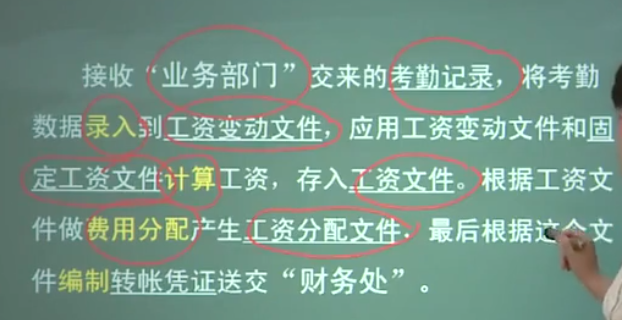 接收“业务部门”交来的考勤记录，将考勤
数据录入到工资变动文件，应用工资变动文件和固
定工资文件计算工资，存入工资文件。根据工资文
件做费用分配产生工资分配文件，最后根据这个文
件编制转帐凭证送交“财务处”。